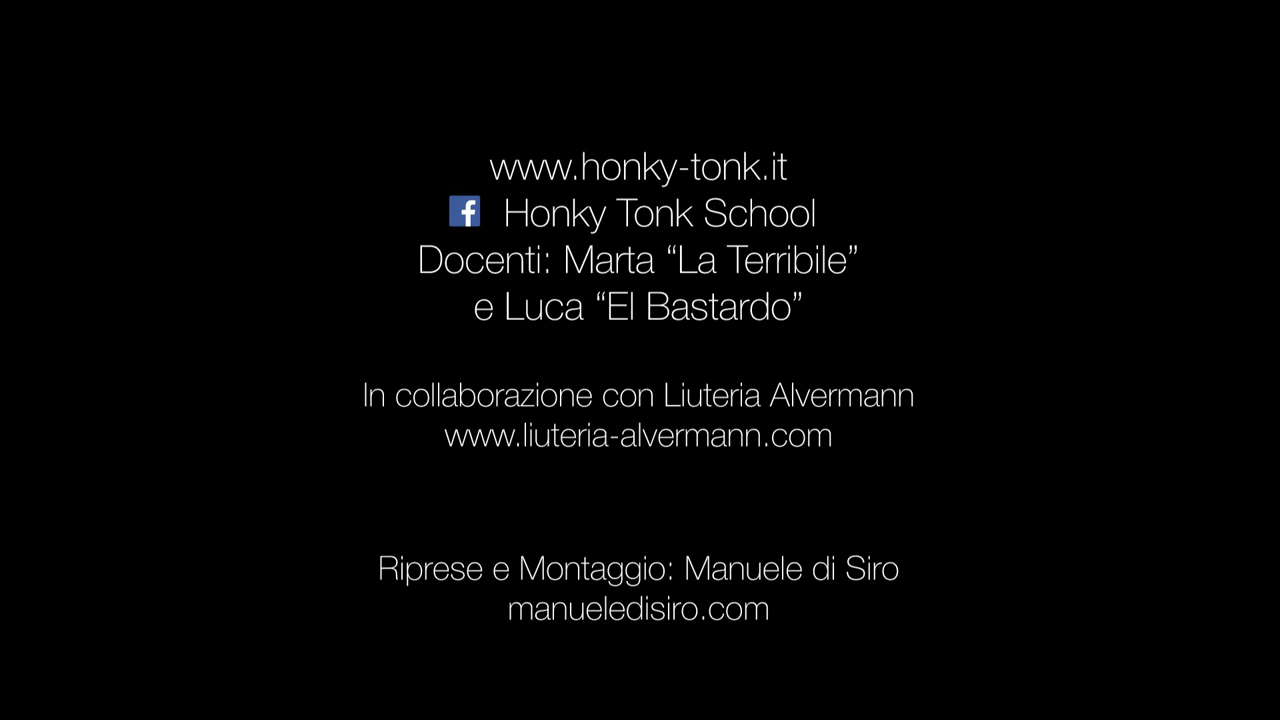 www.honky-tonk.it
f Honky Tonk School
Docenti: Marta “La Terribile”
e Luca “El Bastardo”
In collaborazione con Liuteria Alvermann
www.liuteria-alvermann.com
Riprese e Montaggio: Manuele di Siro
manueledisiro.com